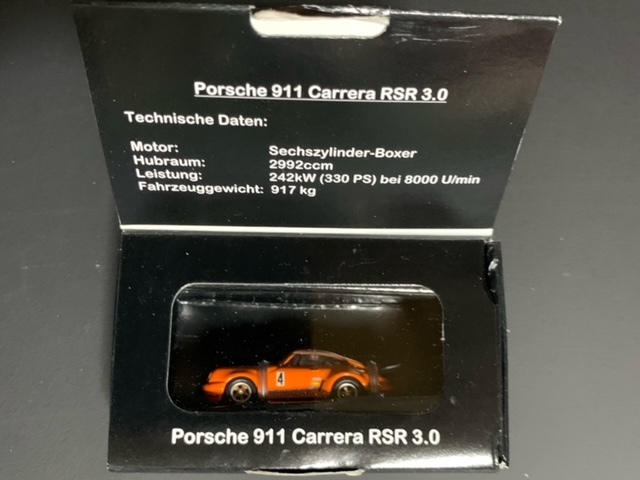 Porsche 911 Carrera RSR 3.0
Technische Daten:
Motor: Sechszylinder-Boxer
Hubraum: 2992ccm
Leistung: 242kW (330 PS) bei 8000 U/min
Fahrzeuggewicht: 917 kg
4
Porsche 911 Carrera RSR 3.0